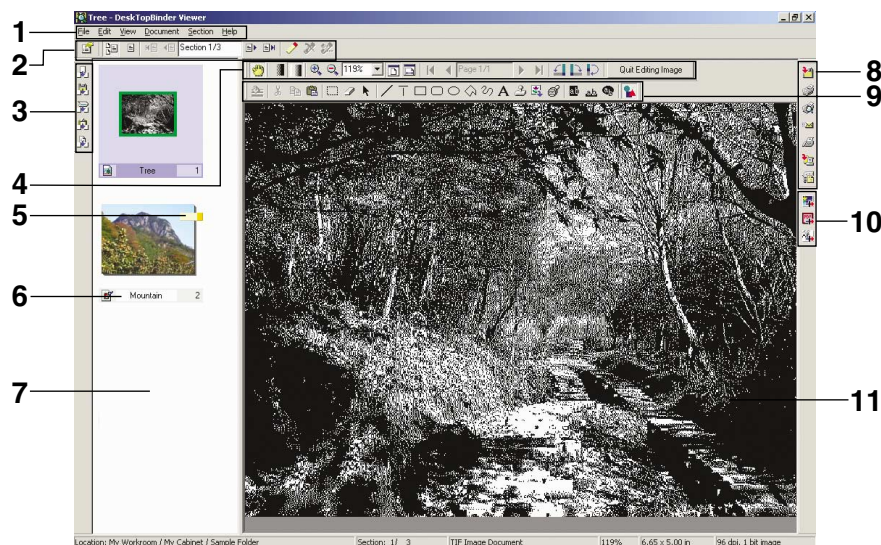 Tree - DeskTopBinder Viewer
1
File Edit View Document Section Help
2
Section 1/3
119%
Page 1/1
Quit Editing Image
8
9
3
4
Tree 1
5
10
6
Mountain 2
7
11
Location: My Workroom / My Cabinet / Sample Folder
Section: 1/ 3
TIF Image Document
119%
6.65 x 5.00 in
96 dpi, 1 bit image